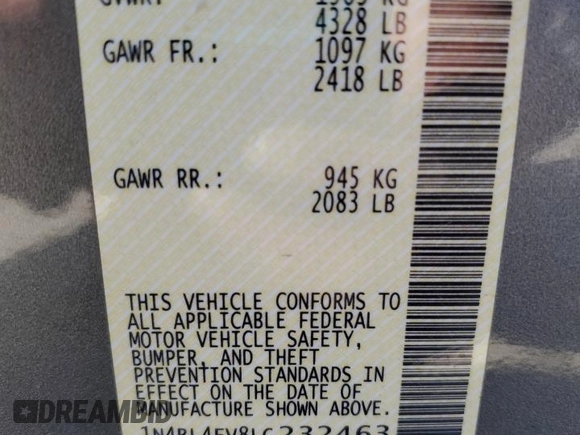 4328 LB
GAWR FR.: 1097 KG
2418 LB
GAWR RR.: 945 KG
2083 LB
THIS VEHICLE CONFORMS TO
ALL APPLICABLE FEDERAL
MOTOR VEHICLE SAFETY,
BUMPER, AND THEFT
PREVENTION STANDARDS IN
EFFECT ON THE DATE OF
MANUFACTURE SHOWN ABOVE.
232463
DREAMBID